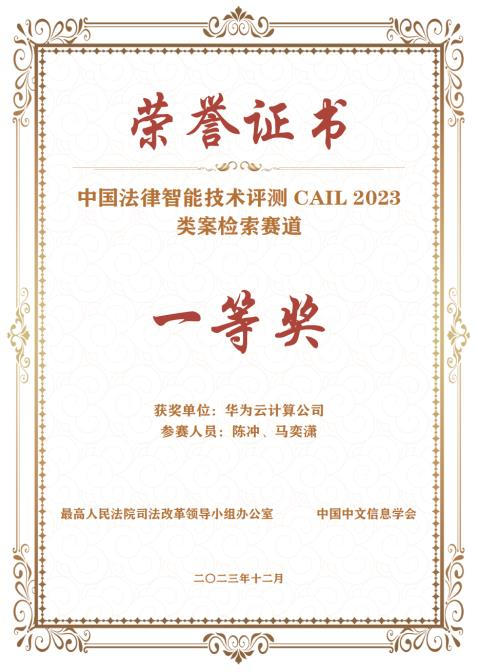 荣誉证书
中国法律智能技术评测 CAIL 2023
类案检索赛道
一等奖
获奖单位：华为云计算公司
参赛人员：陈冲、马奕潇
最高人民法院司法改革领导小组办公室 中国中文信息学会
二〇二三年十二月